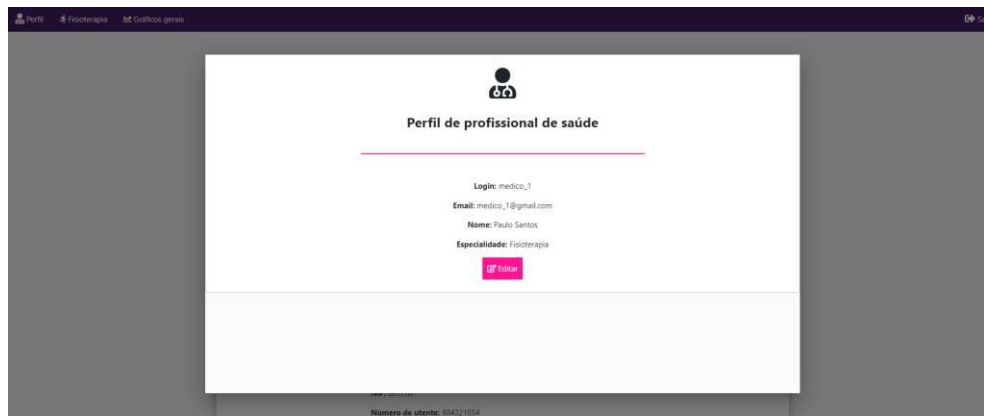 Perfil Fisioterapia Gráficos gerais
Perfil de profissional de saúde
Login: medico_1
Email: medico_1@gmail.com
Nome: Paulo Santos
Especialidade: Fisioterapia
Editar
Número de utente: 984321654